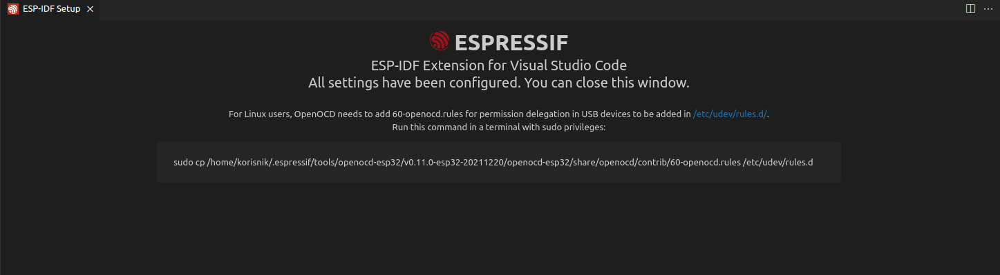 ESP-IDF Setup
ESPRESSIF
ESP-IDF Extension for Visual Studio Code
All settings have been configured. You can close this window.
For Linux users, OpenOCD needs to add 60-openocd.rules for permission delegation in USB devices to be added in /etc/udev/rules.d/.
Run this command in a terminal with sudo privileges:
sudo cp /home/korisnik/.espressif/tools/openocd-esp32/v0.11.0-esp32-20211220/openocd-esp32/share/openocd/contrib/60-openocd.rules /etc/udev/rules.d